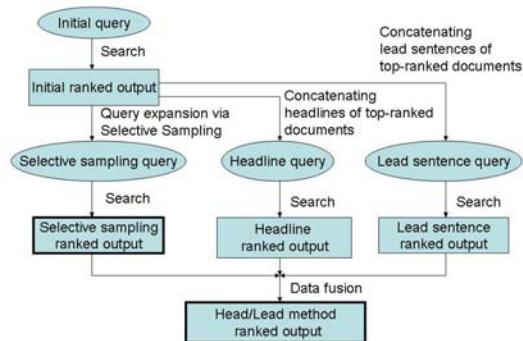 Initial query
Search
Concatenating
lead sentences of
top-ranked documents
Initial ranked output
Query expansion via
Selective Sampling
Concatenating
headlines of top-ranked
documents
Selective sampling query
Headline query
Lead sentence query
Search
Search
Search
Selective sampling
ranked output
Headline
ranked output
Lead sentence
ranked output
Data fusion
Head/Lead method
ranked output